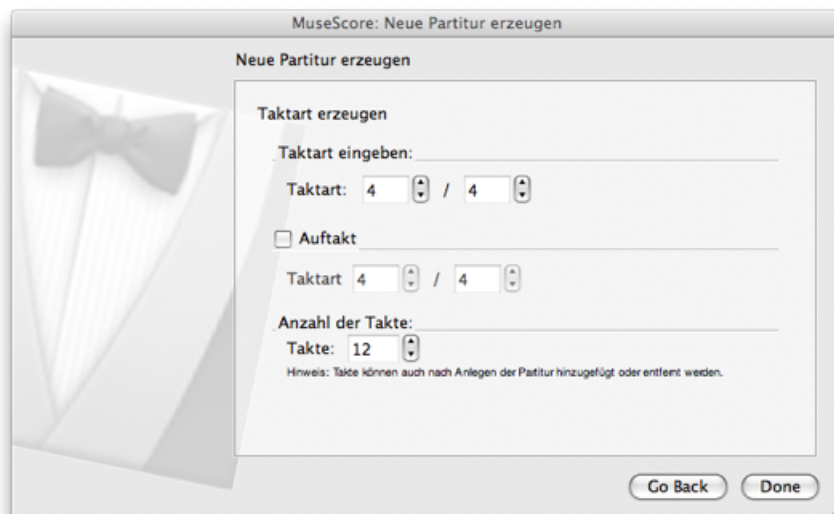 MuseScore: Neue Partitur erzeugen
Neue Partitur erzeugen
Taktart erzeugen
Taktart eingeben:
Taktart: 4 / 4
Auftakt
Taktart 4 / 4
Anzahl der Takte:
Takte: 12
Hinweis: Takte können auch nach Anlegen der Partitur hinzugefügt oder entfernt werden.
Go Back Done